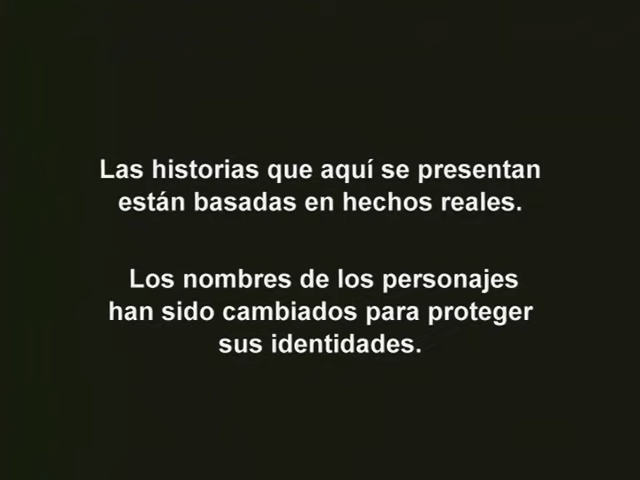 Las historias que aquí se presentan
están basadas en hechos reales.
Los nombres de los personajes
han sido cambiados para proteger
sus identidades.